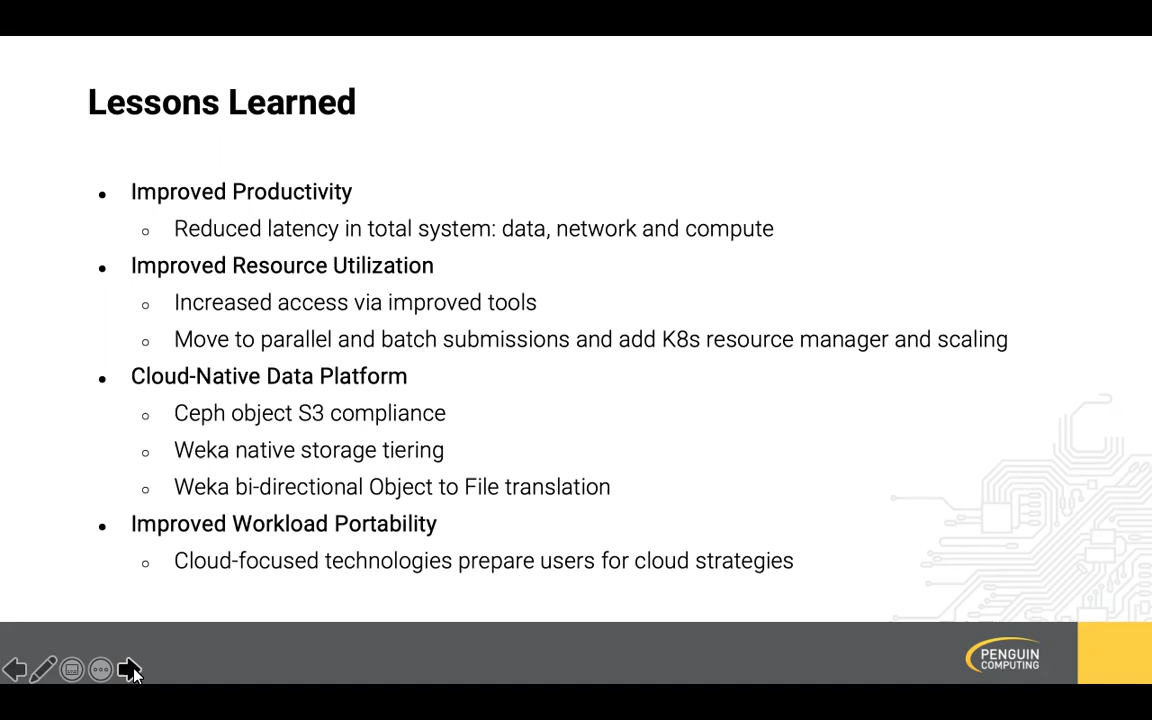 Lessons Learned
● Improved Productivity
○ Reduced latency in total system: data, network and compute
● Improved Resource Utilization
○ Increased access via improved tools
○ Move to parallel and batch submissions and add K8s resource manager and scaling
● Cloud-Native Data Platform
○ Ceph object S3 compliance
○ Weka native storage tiering
○ Weka bi-directional Object to File translation
● Improved Workload Portability
○ Cloud-focused technologies prepare users for cloud strategies
PENGUIN
COMPUTING